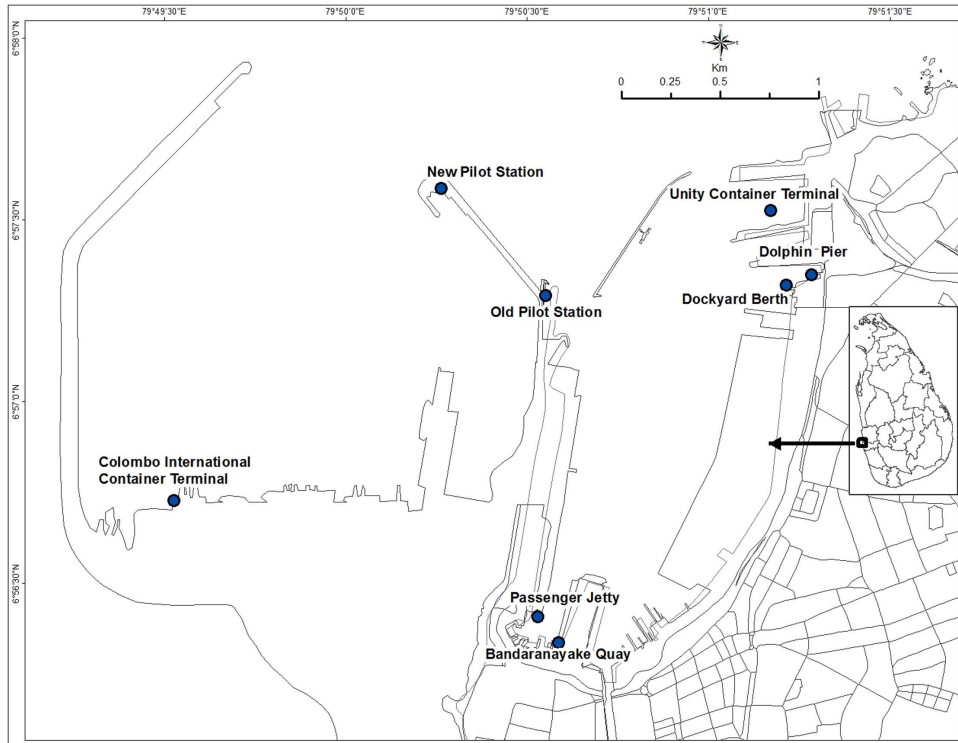 79°49'30"E
79°50'0"E
79°50'30"E
79°51'0"E
79°51'30"E
6°58'0"N
Km
0 0.25 0.5 1
New Pilot Station
Unity Container Terminal
6°57'30"N
Dolphin Pier
Dockyard Berth
Old Pilot Station
6°57'0"N
Colombo International
Container Terminal
6°56'30"N
Passenger Jetty
Bandaranayake Quay